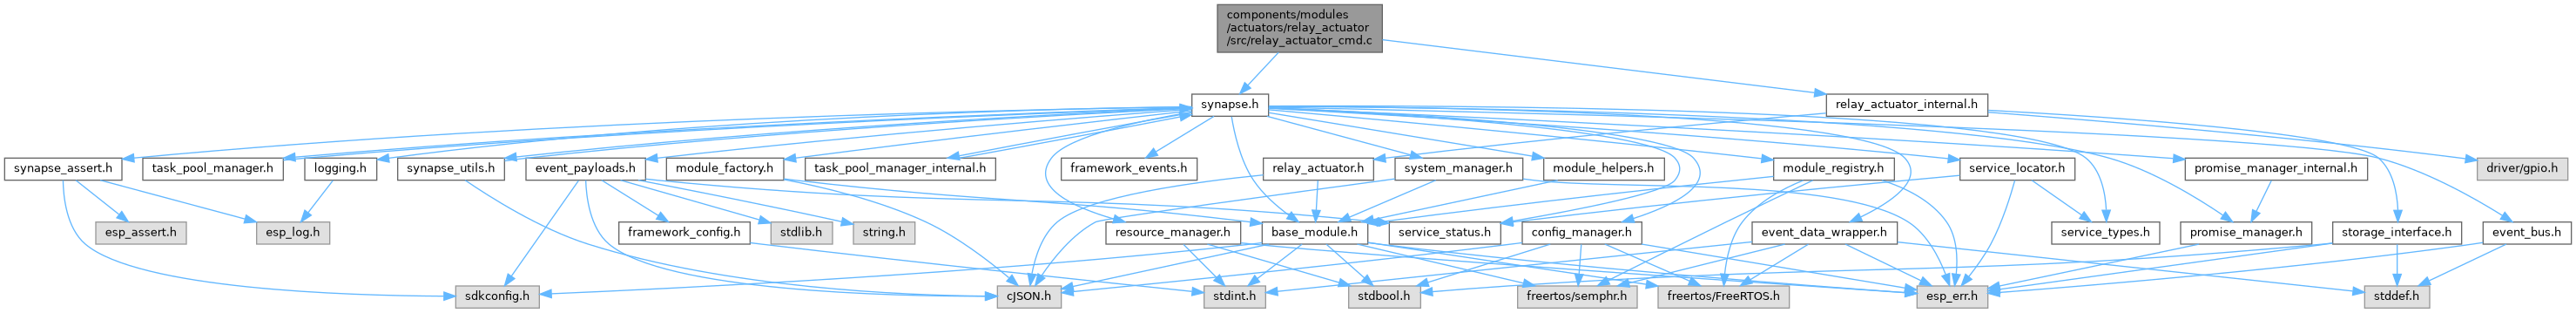 components/modules
/actuators/relay_actuator
/src/relay_actuator_cmd.c
synapse.h
relay_actuator_internal.h
synapse_assert.h
task_pool_manager.h
logging.h
synapse_utils.h
event_payloads.h
module_factory.h
task_pool_manager_internal.h
framework_events.h
relay_actuator.h
system_manager.h
module_helpers.h
module_registry.h
service_locator.h
promise_manager_internal.h
driver/gpio.h
esp_assert.h
esp_log.h
framework_config.h
stdlib.h
string.h
service_status.h
resource_manager.h
base_module.h
config_manager.h
event_data_wrapper.h
service_types.h
promise_manager.h
storage_interface.h
event_bus.h
sdkconfig.h
cJSON.h
stdint.h
stdbool.h
freertos/semphr.h
freertos/FreeRTOS.h
esp_err.h
stddef.h